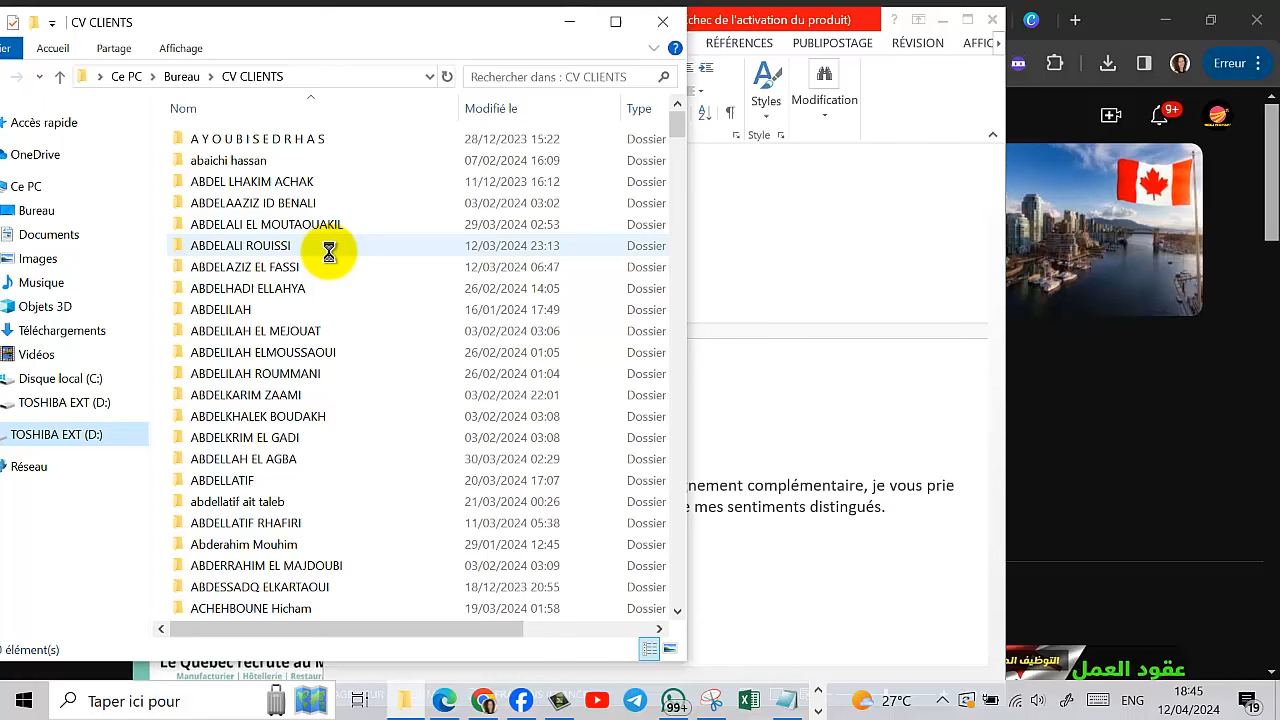 CV CLIENTS
chec de l'activation du produit)
ier
Accueil
Partage
Affichage
RÉFÉRENCES
PUBLIPOSTAGE
RÉVISION
AFFIC
Erreur
Ce PC
Bureau
CV CLIENTS
Rechercher dans : CV CLIENTS
Styles
Modification
Style
9+
Nom
Modifié le
Type
Accès rapide
OneDrive
Ce PC
Bureau
Documents
Images
Musique
Objets 3D
Téléchargements
Vidéos
Disque local (C:)
TOSHIBA EXT (D:)
TOSHIBA EXT (D:)
Réseau
A Y O U B I S E D R H A S 28/12/2023 15:22 Dossier
abaichi hassan 07/02/2024 16:09 Dossier
ABDEL LHAKIM ACHAK 11/12/2023 16:12 Dossier
ABDELAAZIZ ID BENALI 03/02/2024 03:02 Dossier
ABDELALI EL MOUTAOUAKIL 29/03/2024 02:53 Dossier
ABDELALI ROUISSI 12/03/2024 23:13 Dossier
ABDELAZIZ EL FASSI 12/03/2024 06:47 Dossier
ABDELHADI ELLAHYA 26/02/2024 14:05 Dossier
ABDELILAH 16/01/2024 17:49 Dossier
ABDELILAH EL MEJOUAT 03/02/2024 03:06 Dossier
ABDELILAH ELMOUSSAOUI 26/02/2024 01:05 Dossier
ABDELILAH ROUMMANI 26/02/2024 01:04 Dossier
ABDELKARIM ZAAMI 03/02/2024 22:01 Dossier
ABDELKHALEK BOUDAKH 03/02/2024 03:08 Dossier
ABDELKRIM EL GADI 03/02/2024 03:08 Dossier
ABDELLAH EL AGBA 30/03/2024 02:29 Dossier
ABDELLATIF 20/03/2024 17:07 Dossier
abdellatif ait taleb 21/03/2024 00:26 Dossier
ABDELLATIF RHAFIRI 11/03/2024 05:38 Dossier
Abderahim Mouhim 29/01/2024 12:45 Dossier
ABDERRAHIM EL MAJDOUBI 03/02/2024 03:09 Dossier
ABDESSADQ ELKARTAOUI 18/12/2023 20:55 Dossier
ACHEHBOUNE Hicham 19/03/2024 01:58 Dossier
gnement complémentaire, je vous prie
e mes sentiments distingués.
0 élément(s)
Le Québec recrute au M
Manufacturier | Hôtellerie | Restaur
عقود العمل
Taper ici pour
99+
27°C
ENG
18:45
12/04/2024
19